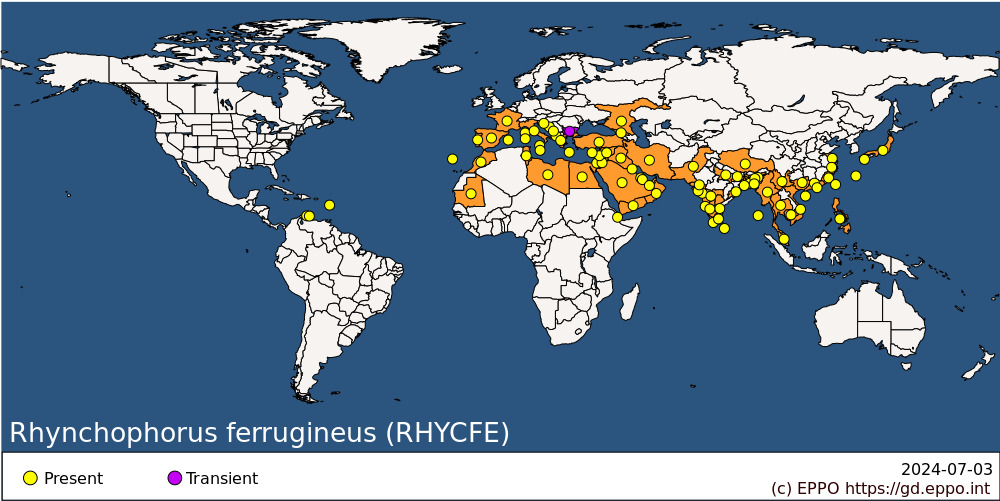 Rhynchophorus ferrugineus (RHYCFE)
Present
Transient
2024-07-03
(c) EPPO https://gd.eppo.int